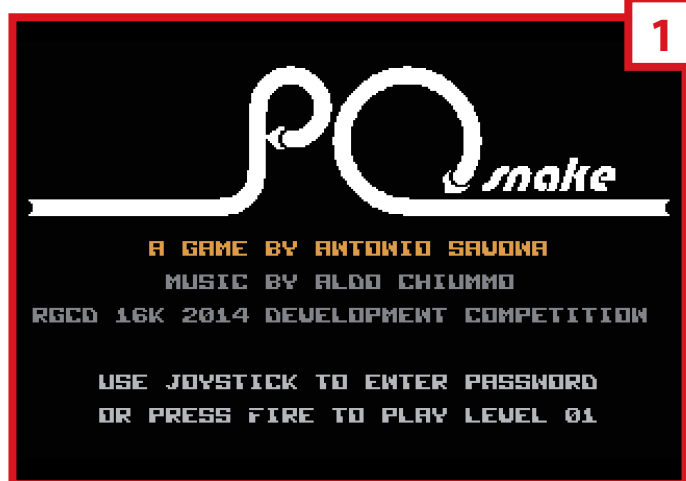 1
PQ
snake
A GAME BY ANTONIO SAVONA
MUSIC BY ALDO CHIUMMO
RGCD 16K 2014 DEVELOPMENT COMPETITION
USE JOYSTICK TO ENTER PASSWORD
OR PRESS FIRE TO PLAY LEVEL 01